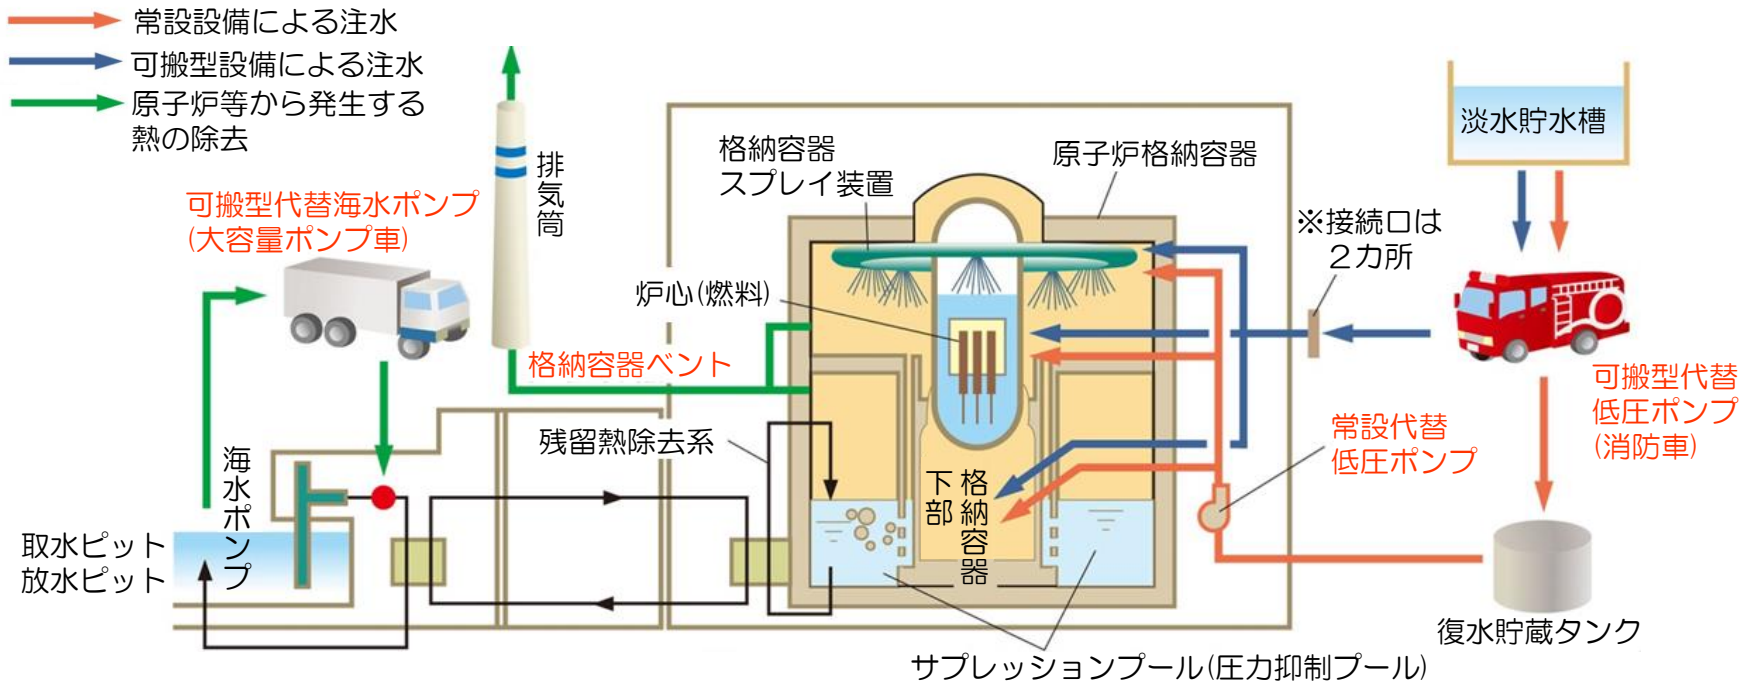 常設設備による注水
可搬型設備による注水
原子炉等から発生する
熱の除去
可搬型代替海水ポンプ
(大容量ポンプ車)
排気筒
格納容器
スプレイ装置
原子炉格納容器
淡水貯水槽
※接続口は
２カ所
炉心(燃料)
格納容器ベント
可搬型代替
低圧ポンプ
(消防車)
常設代替
低圧ポンプ
残留熱除去系
海水ポンプ
格納容器
下部
取水ピット
放水ピット
復水貯蔵タンク
サプレッションプール(圧力抑制プール)